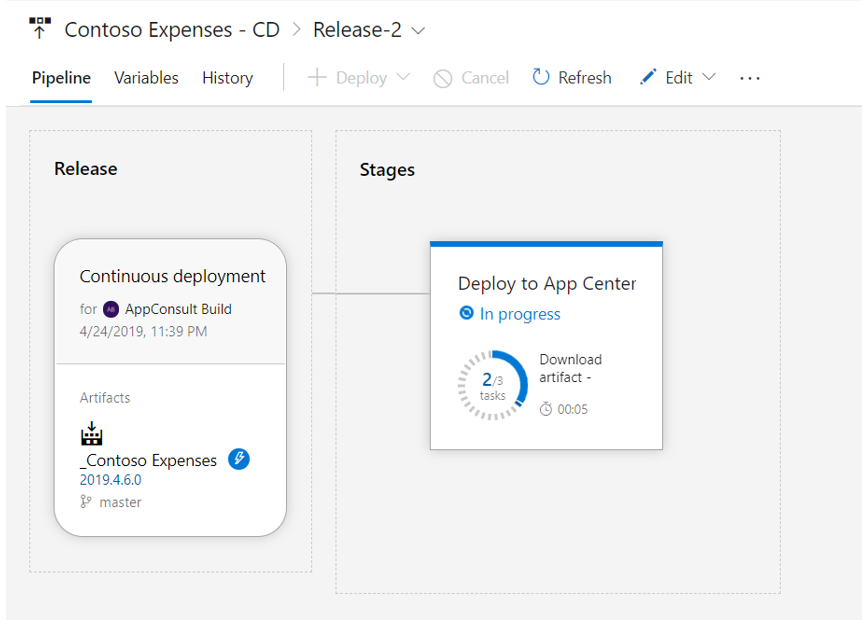 Contoso Expenses - CD > Release-2
Pipeline Variables History Deploy Cancel Refresh Edit ...
Release
Continuous deployment
for AB AppConsult Build
4/24/2019, 11:39 PM
Artifacts
_Contoso Expenses
2019.4.6.0
master
Stages
Deploy to App Center
In progress
2/3
tasks
Download
artifact -
00:05